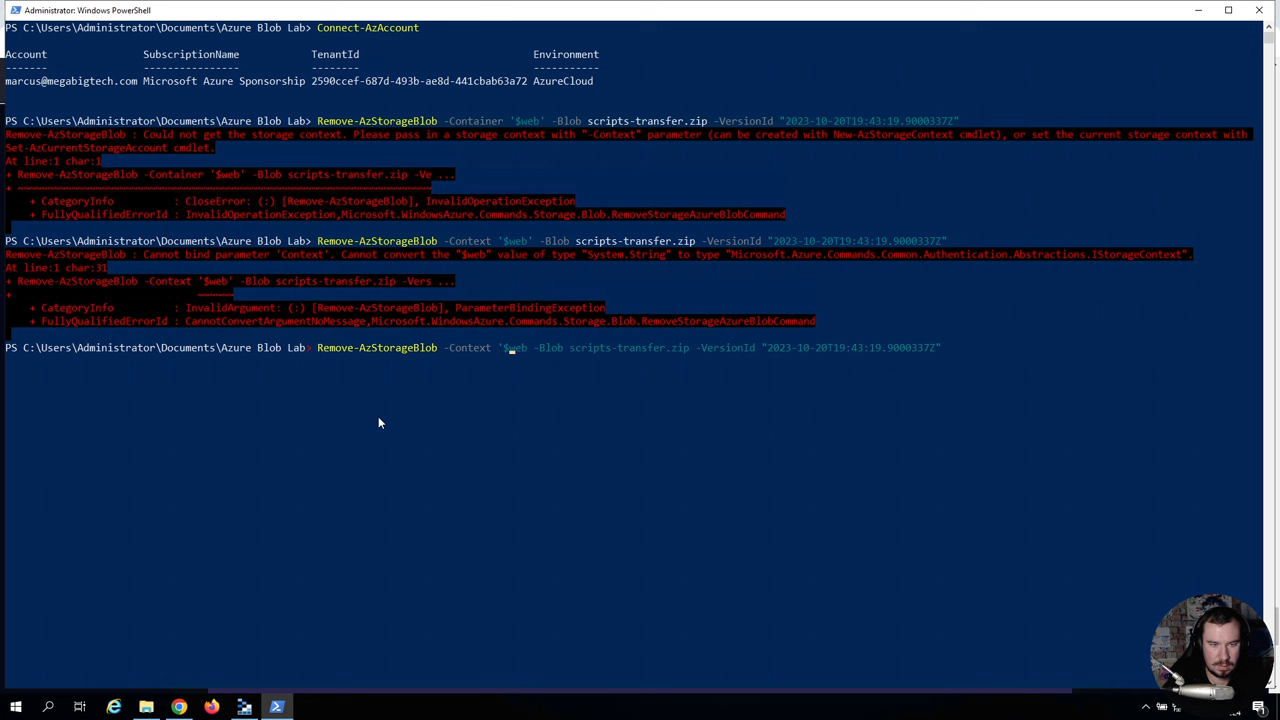 Administrator: Windows PowerShell
PS C:\Users\Administrator\Documents\Azure Blob Lab> Connect-AzAccount
Account SubscriptionName TenantId Environment
------- ---------------- -------- -----------
marcus@megabigtech.com Microsoft Azure Sponsorship 2590ccef-687d-493b-ae8d-441cbab63a72 AzureCloud
PS C:\Users\Administrator\Documents\Azure Blob Lab> Remove-AzStorageBlob -Container '$web' -Blob scripts-transfer.zip -VersionId "2023-10-20T19:43:19.9000337Z"
Remove-AzStorageBlob : Could not get the storage context. Please pass in a storage context with "-Context" parameter (can be created with New-AzStorageContext cmdlet), or set the current storage context with
Set-AzCurrentStorageAccount cmdlet.
At line:1 char:1
+ Remove-AzStorageBlob -Container '$web' -Blob scripts-transfer.zip -Ve ...
+ ~~~~~~~~~~~~~~~~~~~~~~~~~~~~~~~~~~~~~~~~~~~~~~~~~~~~~~~~~~~~~~~~~~~~~
+ CategoryInfo : CloseError: (:) [Remove-AzStorageBlob], InvalidOperationException
+ FullyQualifiedErrorId : InvalidOperationException,Microsoft.WindowsAzure.Commands.Storage.Blob.RemoveStorageAzureBlobCommand
PS C:\Users\Administrator\Documents\Azure Blob Lab> Remove-AzStorageBlob -Context '$web' -Blob scripts-transfer.zip -VersionId "2023-10-20T19:43:19.9000337Z"
Remove-AzStorageBlob : Cannot bind parameter 'Context'. Cannot convert the "$web" value of type "System.String" to type "Microsoft.Azure.Commands.Common.Authentication.Abstractions.IStorageContext".
At line:1 char:31
+ Remove-AzStorageBlob -Context '$web' -Blob scripts-transfer.zip -Vers ...
+ ~~~~~~
+ CategoryInfo : InvalidArgument: (:) [Remove-AzStorageBlob], ParameterBindingException
+ FullyQualifiedErrorId : CannotConvertArgumentNoMessage,Microsoft.WindowsAzure.Commands.Storage.Blob.RemoveStorageAzureBlobCommand
PS C:\Users\Administrator\Documents\Azure Blob Lab> Remove-AzStorageBlob -Context '$web -Blob scripts-transfer.zip -VersionId "2023-10-20T19:43:19.9000337Z"